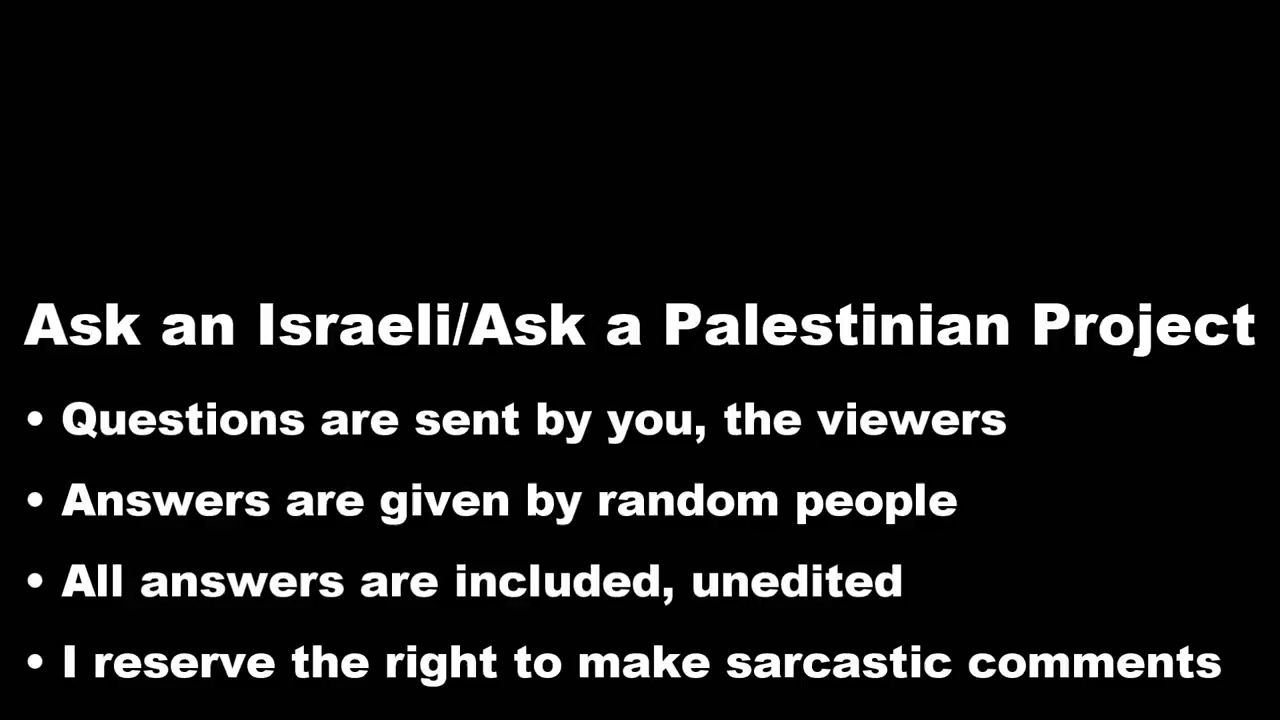 Ask an Israeli/Ask a Palestinian Project
• Questions are sent by you, the viewers
• Answers are given by random people
• All answers are included, unedited
• I reserve the right to make sarcastic comments